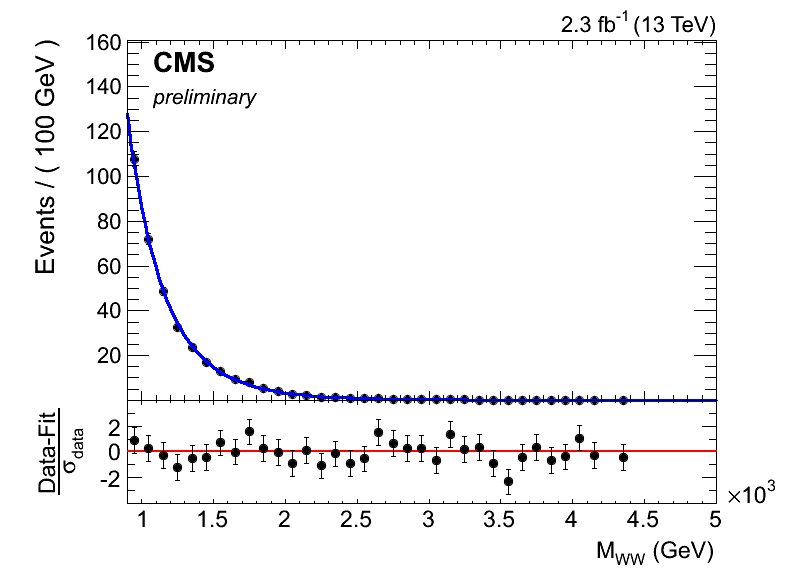 2.3 fb⁻¹ (13 TeV)
CMS
preliminary
Events / ( 100 GeV )
160
140
120
100
80
60
40
20
Data-Fit
σdata
2
0
-2
1 1.5 2 2.5 3 3.5 4 4.5 5
×10³
M_WW (GeV)